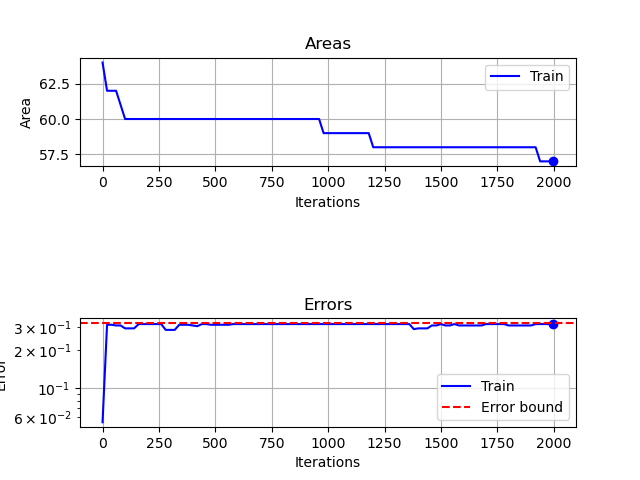 Areas
62.5
60.0
57.5
Area
Train
0 250 500 750 1000 1250 1500 1750 2000
Iterations
Errors
3 × 10⁻¹
2 × 10⁻¹
10⁻¹
6 × 10⁻²
Error
Train
Error bound
0 250 500 750 1000 1250 1500 1750 2000
Iterations